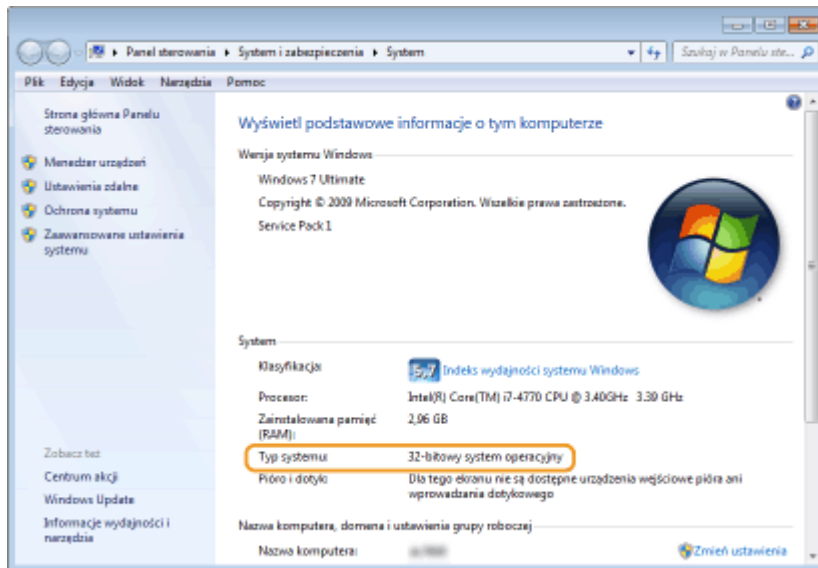 Panel sterowania ▸ System i zabezpieczenia ▸ System
Szukaj w Panelu ste...
Plik Edycja Widok Narzędzia Pomoc
Strona główna Panelu
sterowania
Menedżer urządzeń
Ustawienia zdalne
Ochrona systemu
Zaawansowane ustawienia
systemu
Zobacz też
Centrum akcji
Windows Update
Informacje wydajności i
narzędzia
Wyświetl podstawowe informacje o tym komputerze
Wersja systemu Windows
Windows 7 Ultimate
Copyright © 2009 Microsoft Corporation. Wszelkie prawa zastrzeżone.
Service Pack 1
System
Klasyfikacja: 5,7 Indeks wydajności systemu Windows
Procesor: Intel(R) Core(TM) i7-4770 CPU @ 3.40GHz 3.39 GHz
Zainstalowana pamięć 2,96 GB
(RAM):
Typ systemu: 32-bitowy system operacyjny
Pióro i dotyk: Dla tego ekranu nie są dostępne urządzenia wejściowe pióra ani
wprowadzania dotykowego
Nazwa komputera, domena i ustawienia grupy roboczej
Nazwa komputera: Zmień ustawienia